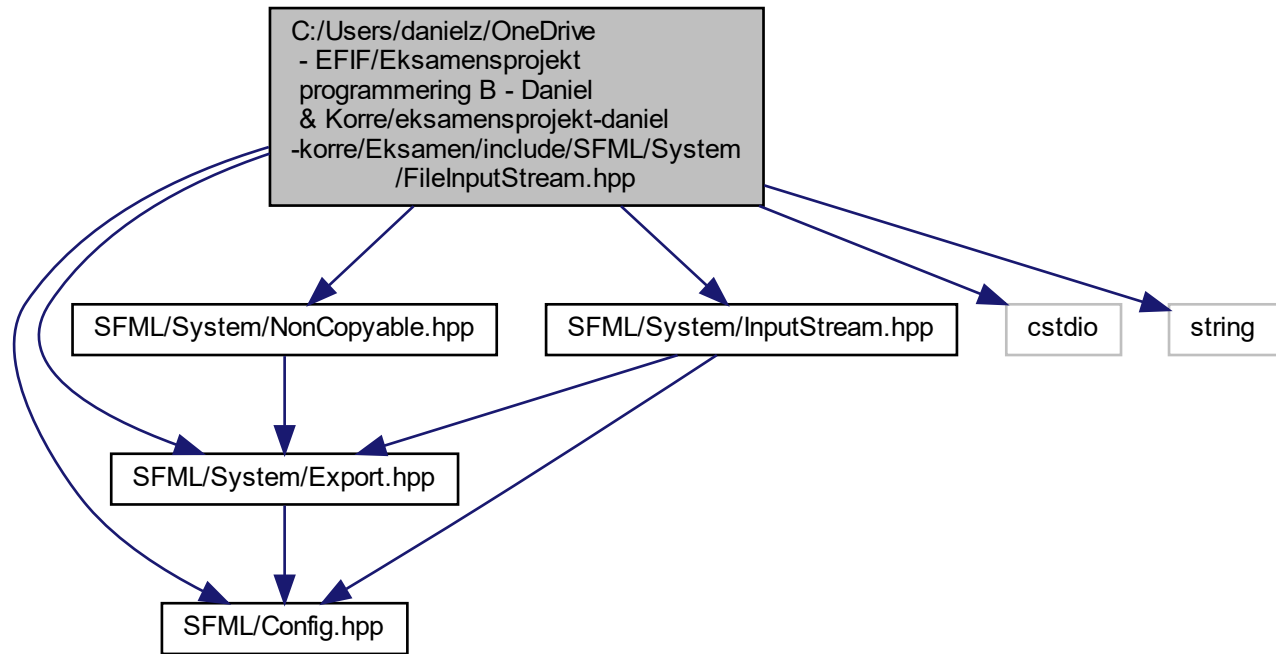 C:/Users/danielz/OneDrive
- EFIF/Eksamensprojekt
programmering B - Daniel
& Korre/eksamensprojekt-daniel
-korre/Eksamen/include/SFML/System
/FileInputStream.hpp
SFML/System/NonCopyable.hpp
SFML/System/InputStream.hpp
cstdio
string
SFML/System/Export.hpp
SFML/Config.hpp